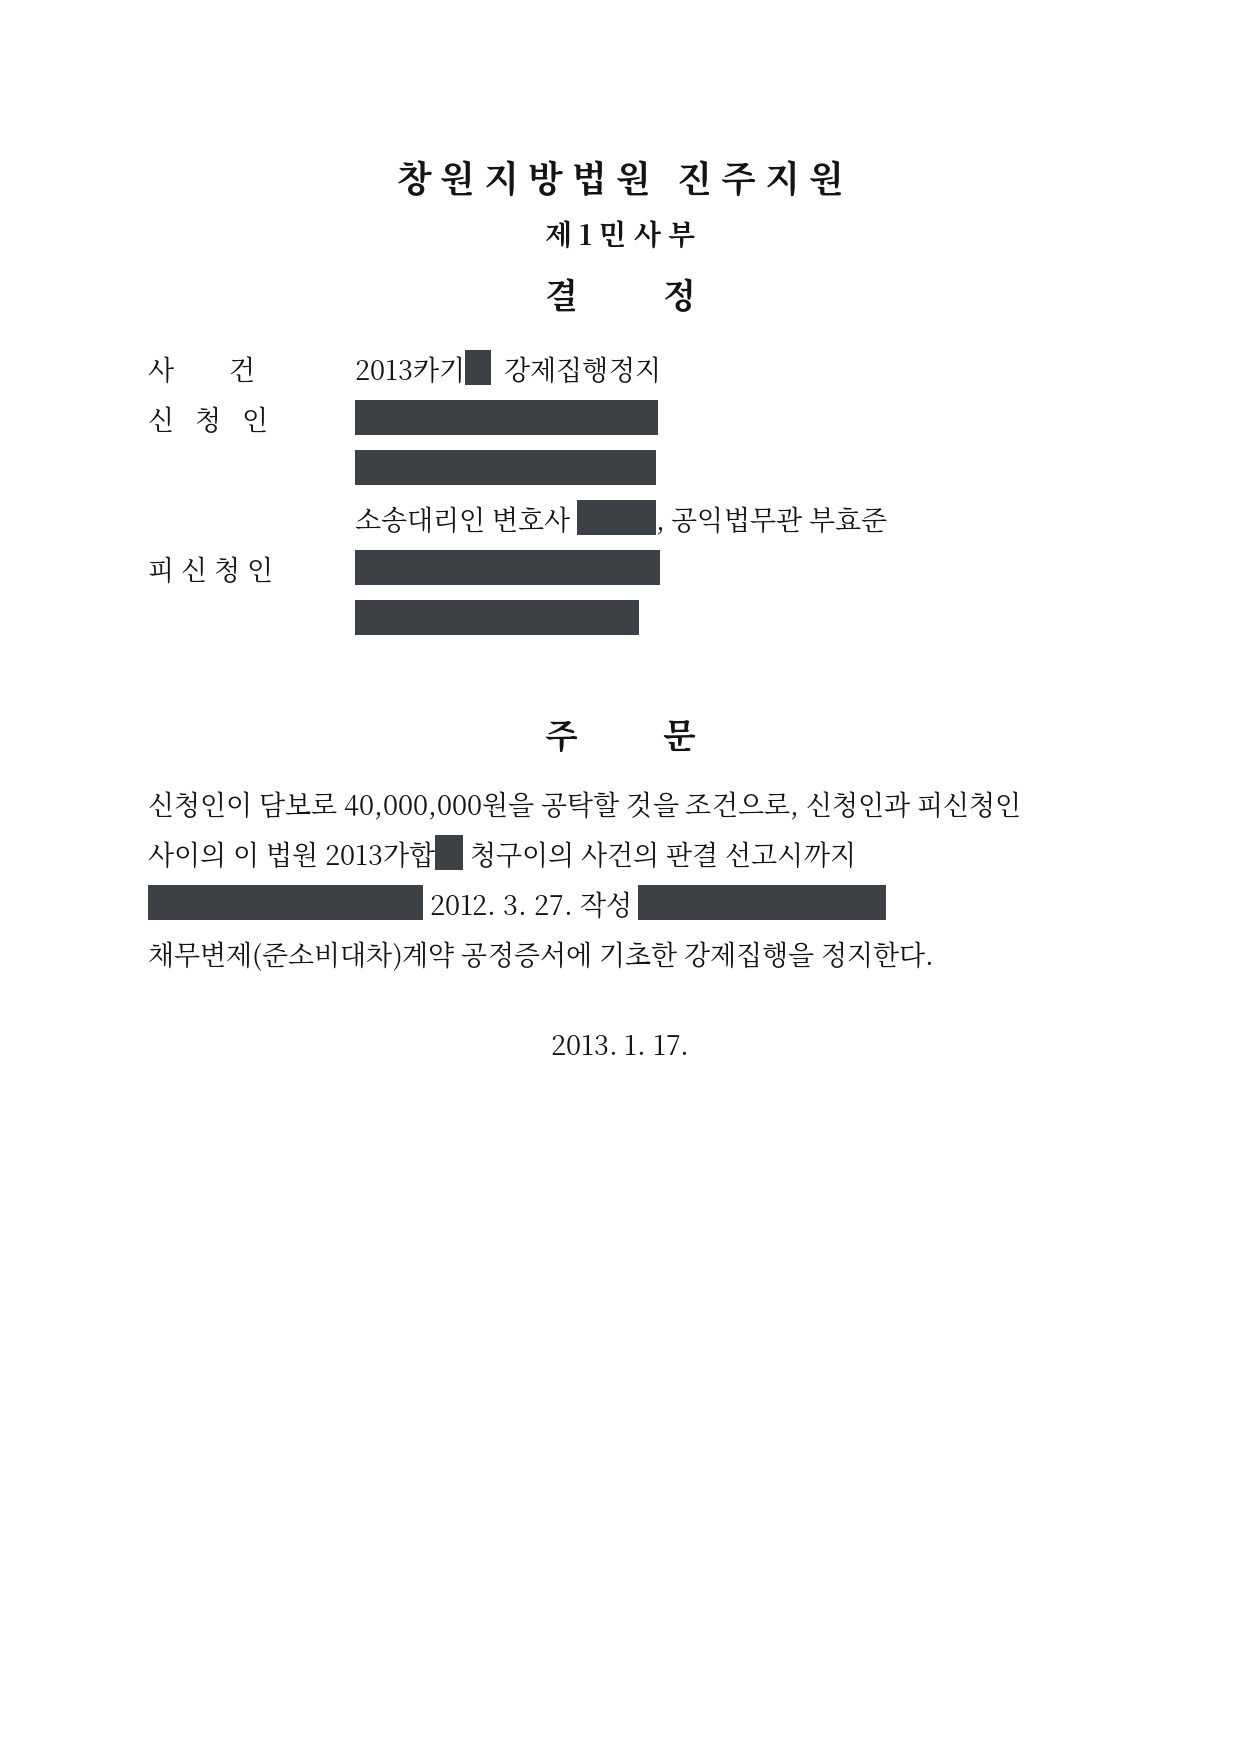 창원지방법원 진주지원
제1민사부
결 정
사 건 2013카기 강제집행정지
신 청 인
소송대리인 변호사 , 공익법무관 부효준
피 신 청 인
주 문
신청인이 담보로 40,000,000원을 공탁할 것을 조건으로, 신청인과 피신청인
사이의 이 법원 2013가합 청구이의 사건의 판결 선고시까지
2012. 3. 27. 작성
채무변제(준소비대차)계약 공정증서에 기초한 강제집행을 정지한다.
2013. 1. 17.